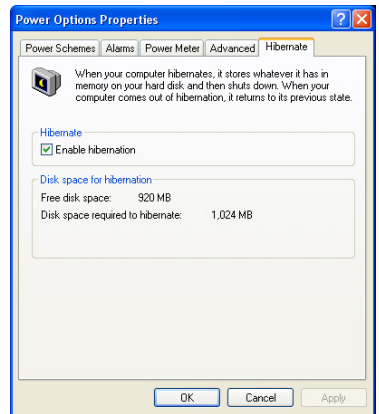 Power Options Properties
Power Schemes Alarms Power Meter Advanced Hibernate
When your computer hibernates, it stores whatever it has in
memory on your hard disk and then shuts down. When your
computer comes out of hibernation, it returns to its previous state.
Hibernate
Enable hibernation
Disk space for hibernation
Free disk space: 920 MB
Disk space required to hibernate: 1,024 MB
OK Cancel Apply